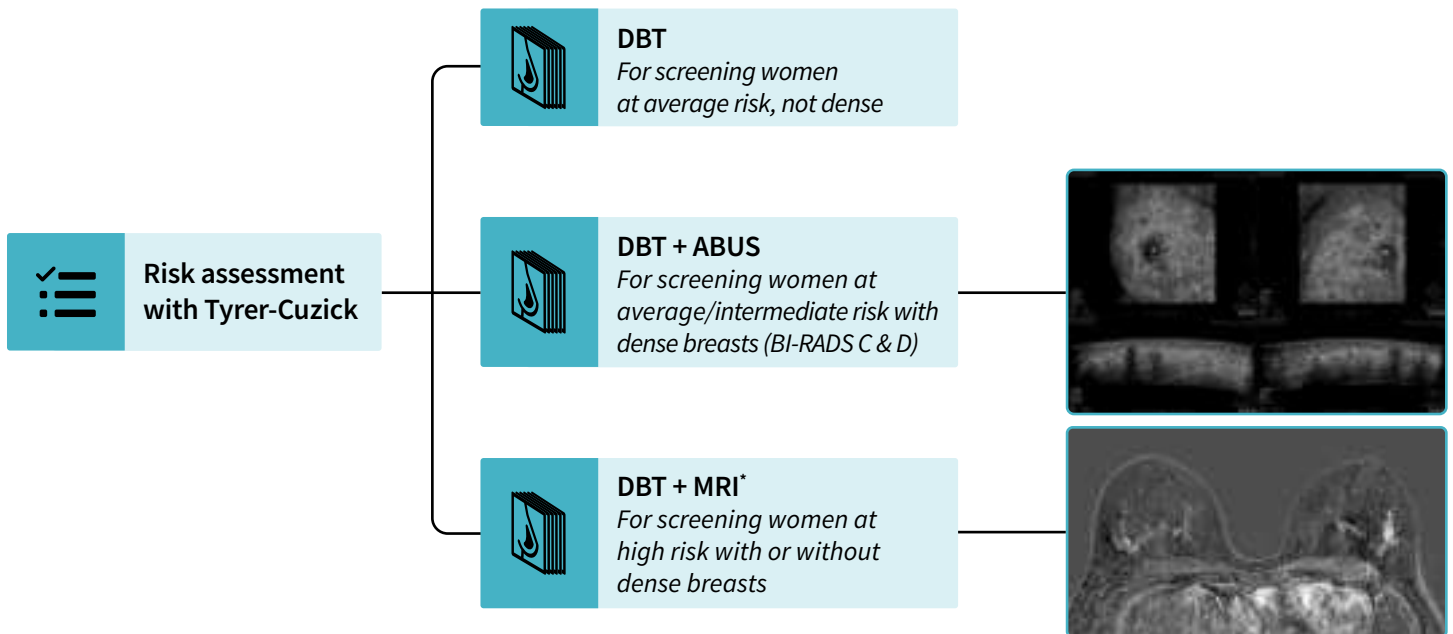 Risk assessment
with Tyrer-Cuzick
DBT
For screening women
at average risk, not dense
DBT + ABUS
For screening women at
average/intermediate risk with
dense breasts (BI-RADS C & D)
DBT + MRI*
For screening women at
high risk with or without
dense breasts